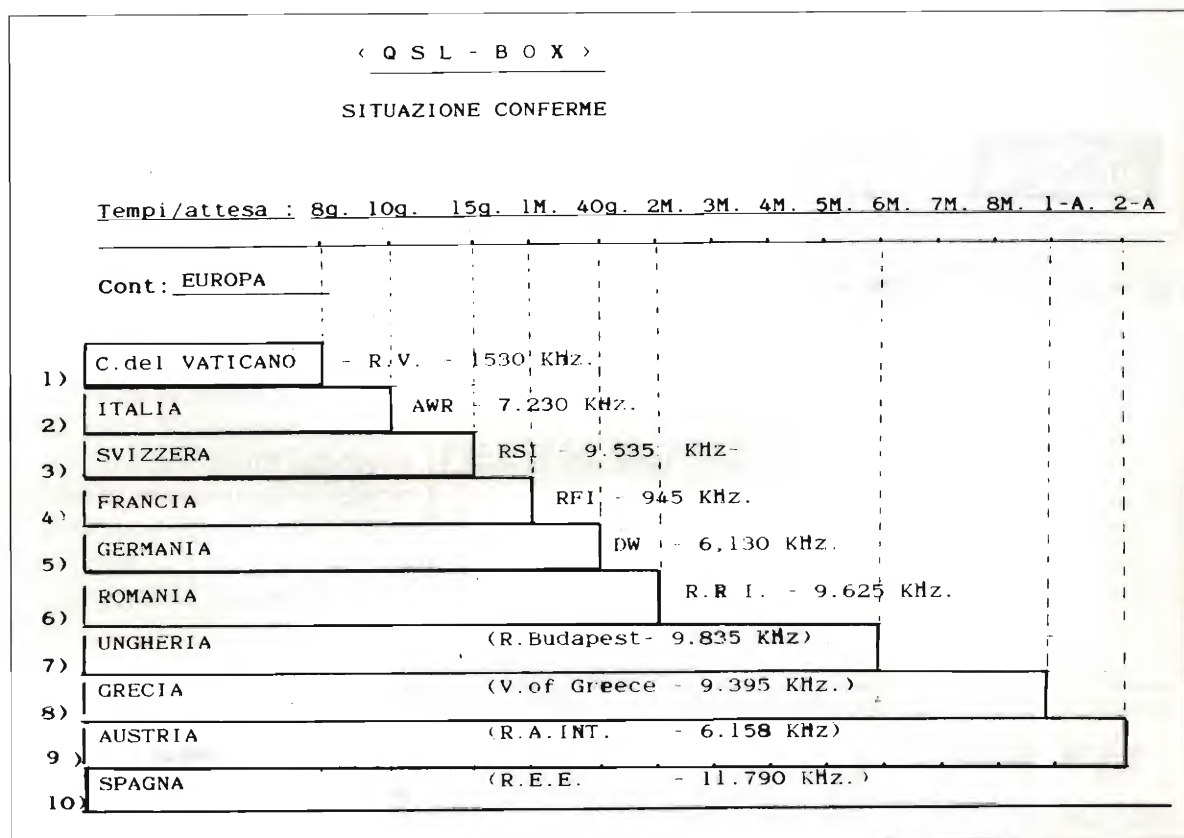 < Q S L - B O X >
SITUAZIONE CONFERME
Tempi/attesa : 8g. 10g. 15g. 1M. 40g. 2M. 3M. 4M. 5M. 6M. 7M. 8M. 1-A. 2-A
Cont: EUROPA
1) C.del VATICANO - R.V. - 1530 KHz.
2) ITALIA AWR - 7.230 KHz.
3) SVIZZERA RSI - 9.535 KHz-
4) FRANCIA RFI - 945 KHz.
5) GERMANIA DW - 6,130 KHz.
6) ROMANIA R.R I. - 9.625 KHz.
7) UNGHERIA (R.Budapest- 9.835 KHz)
8) GRECIA (V.of Greece - 9.395 KHz.)
9 ) AUSTRIA (R.A.INT. - 6.158 KHz)
10) SPAGNA (R.E.E. - 11.790 KHz.)